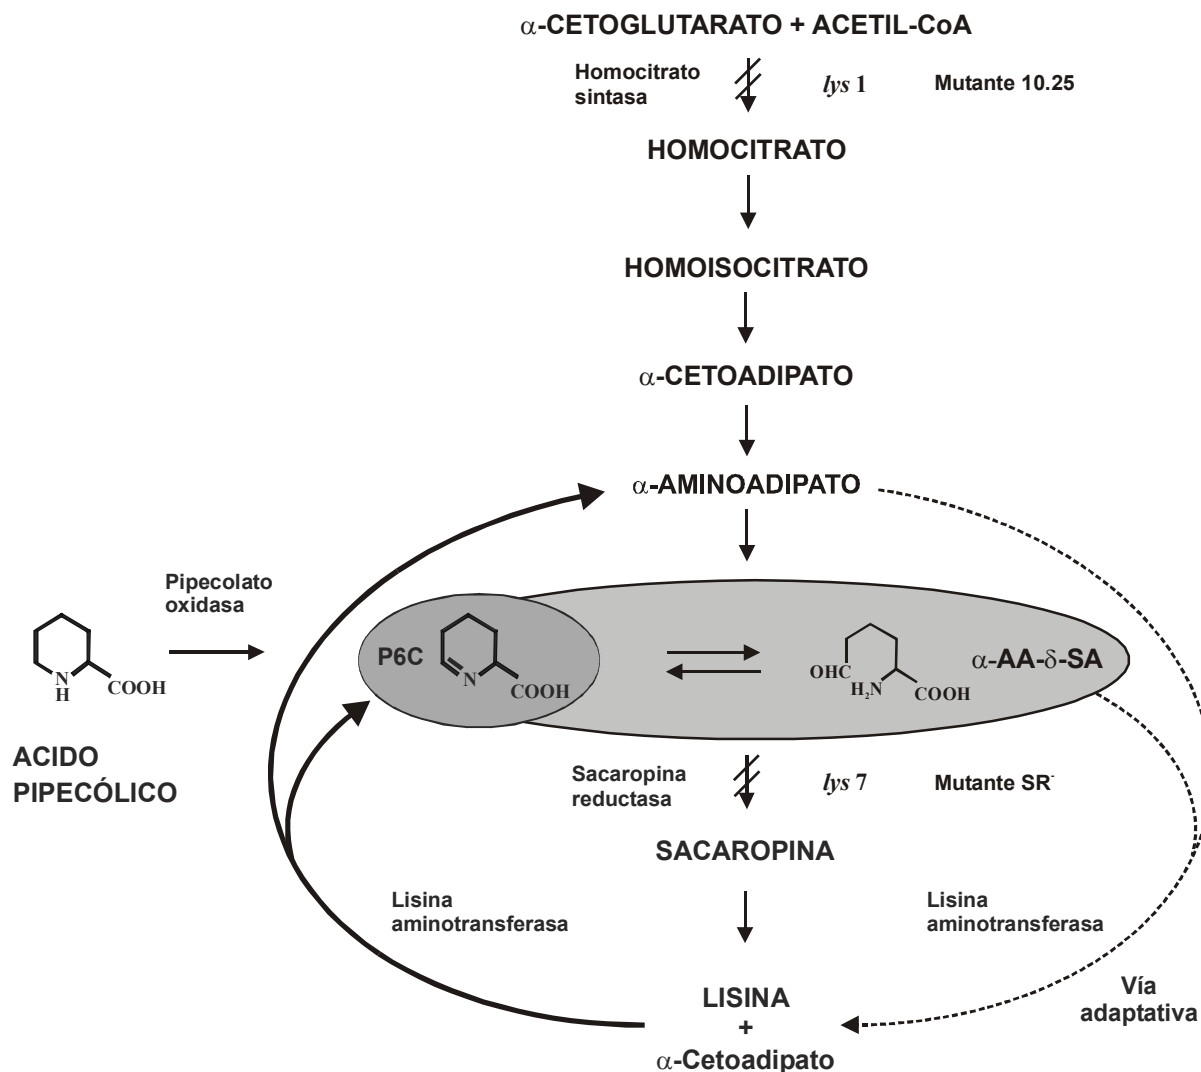 α-CETOGLUTARATO + ACETIL-CoA
Homocitrato
sintasa
lys 1
Mutante 10.25
HOMOCITRATO
HOMOISOCITRATO
α-CETOADIPATO
α-AMINOADIPATO
Pipecolato
oxidasa
N
H
COOH
ACIDO
PIPECÓLICO
P6C
N
COOH
OHC
H₂N
COOH
α-AA-δ-SA
Sacaropina
reductasa
lys 7
Mutante SR⁻
SACAROPINA
Lisina
aminotransferasa
Lisina
aminotransferasa
LISINA
+
α-Cetoadipato
Vía
adaptativa